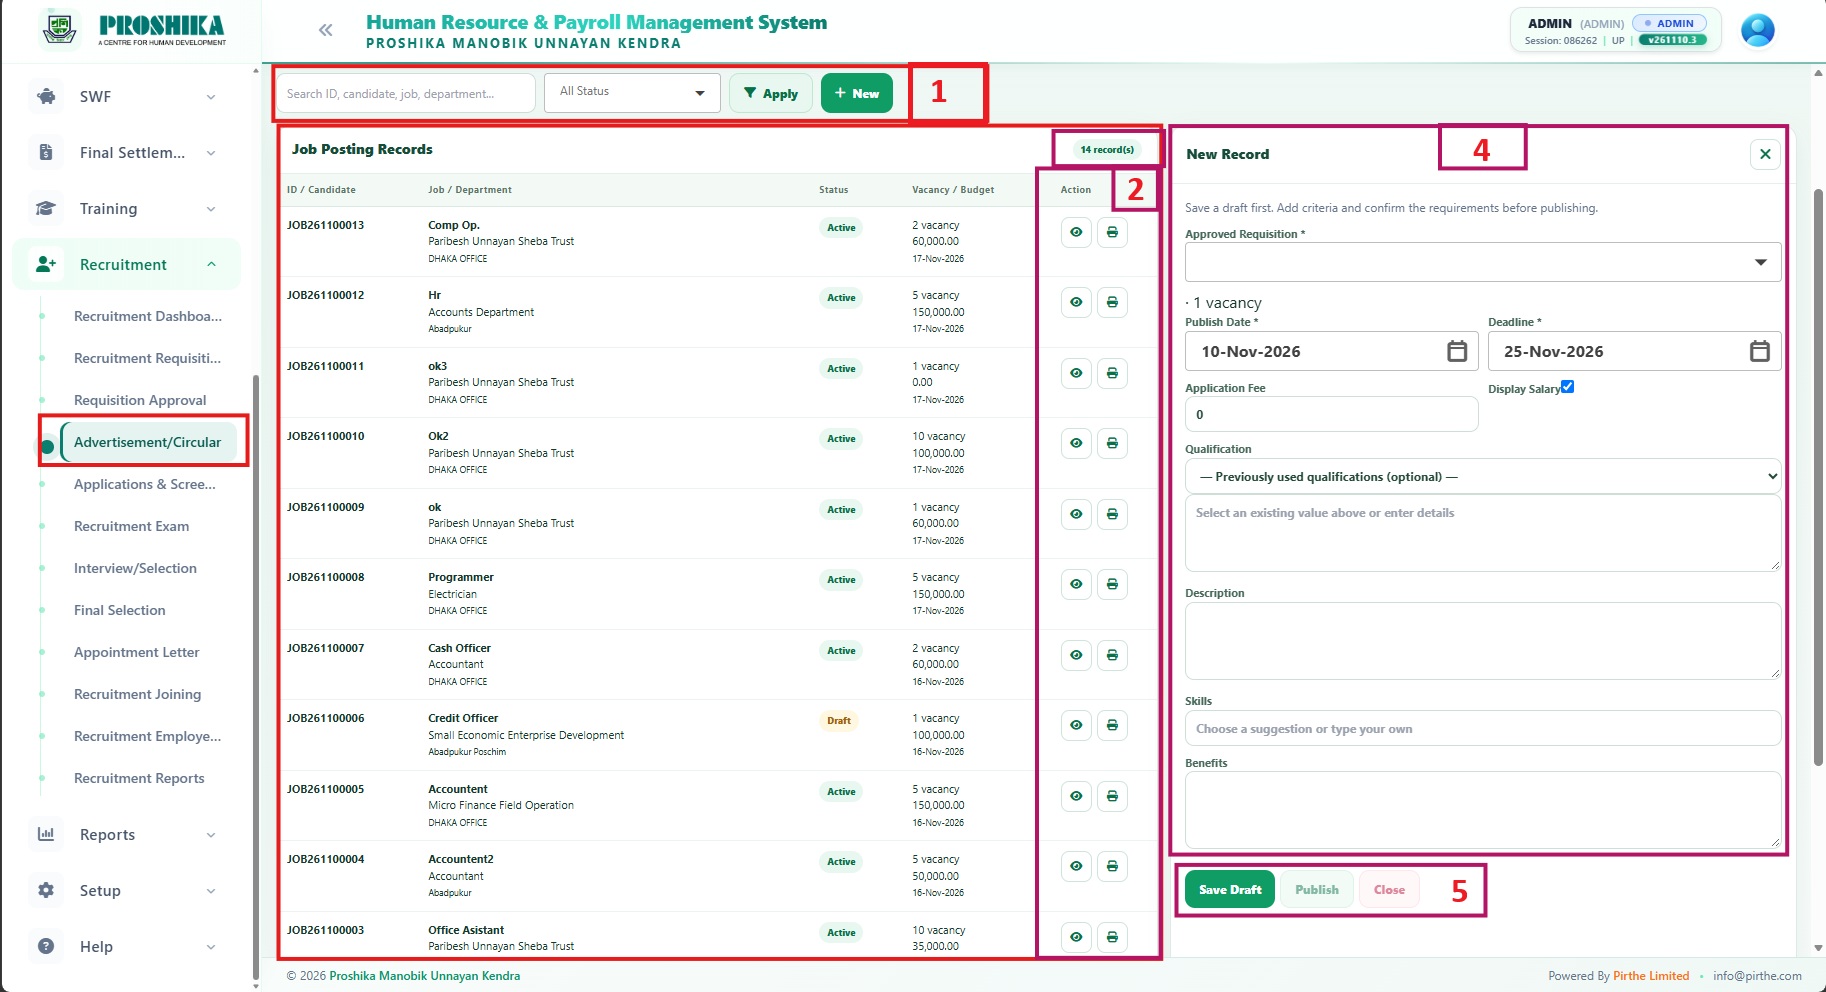 PROSHIKA
A CENTRE FOR HUMAN DEVELOPMENT
Human Resource & Payroll Management System
PROSHIKA MANOBIK UNNAYAN KENDRA
ADMIN (ADMIN) ADMIN
Session: 086262 | UP | v261110.3
SWF
Final Settlem...
Training
Recruitment
Recruitment Dashboa...
Recruitment Requisiti...
Requisition Approval
Advertisement/Circular
Applications & Scree...
Recruitment Exam
Interview/Selection
Final Selection
Appointment Letter
Recruitment Joining
Recruitment Employe...
Recruitment Reports
Reports
Setup
Help
Search ID, candidate, job, department...
All Status
Apply
+ New
1
Job Posting Records
14 record(s)
ID / Candidate Job / Department Status Vacancy / Budget Action
2
JOB261100013 Comp Op. Active 2 vacancy
Paribesh Unnayan Sheba Trust 60,000.00
DHAKA OFFICE 17-Nov-2026
JOB261100012 Hr Active 5 vacancy
Accounts Department 150,000.00
Abadpukur 17-Nov-2026
JOB261100011 ok3 Active 1 vacancy
Paribesh Unnayan Sheba Trust 0.00
DHAKA OFFICE 17-Nov-2026
JOB261100010 Ok2 Active 10 vacancy
Paribesh Unnayan Sheba Trust 100,000.00
DHAKA OFFICE 17-Nov-2026
JOB261100009 ok Active 1 vacancy
Paribesh Unnayan Sheba Trust 60,000.00
DHAKA OFFICE 17-Nov-2026
JOB261100008 Programmer Active 5 vacancy
Electrician 150,000.00
DHAKA OFFICE 17-Nov-2026
JOB261100007 Cash Officer Active 2 vacancy
Accountant 60,000.00
DHAKA OFFICE 16-Nov-2026
JOB261100006 Credit Officer Draft 1 vacancy
Small Economic Enterprise Development 100,000.00
Abadpukur Poschim 16-Nov-2026
JOB261100005 Accountent Active 5 vacancy
Micro Finance Field Operation 150,000.00
DHAKA OFFICE 16-Nov-2026
JOB261100004 Accountent2 Active 5 vacancy
Accountant 50,000.00
Abadpukur 16-Nov-2026
JOB261100003 Office Asistant Active 10 vacancy
Paribesh Unnayan Sheba Trust 35,000.00
New Record
4
Save a draft first. Add criteria and confirm the requirements before publishing.
Approved Requisition *
· 1 vacancy
Publish Date * Deadline *
10-Nov-2026 25-Nov-2026
Application Fee Display Salary
0
Qualification
— Previously used qualifications (optional) —
Select an existing value above or enter details
Description
Skills
Choose a suggestion or type your own
Benefits
Save Draft Publish Close 5
© 2026 Proshika Manobik Unnayan Kendra
Powered By Pirthe Limited • info@pirthe.com